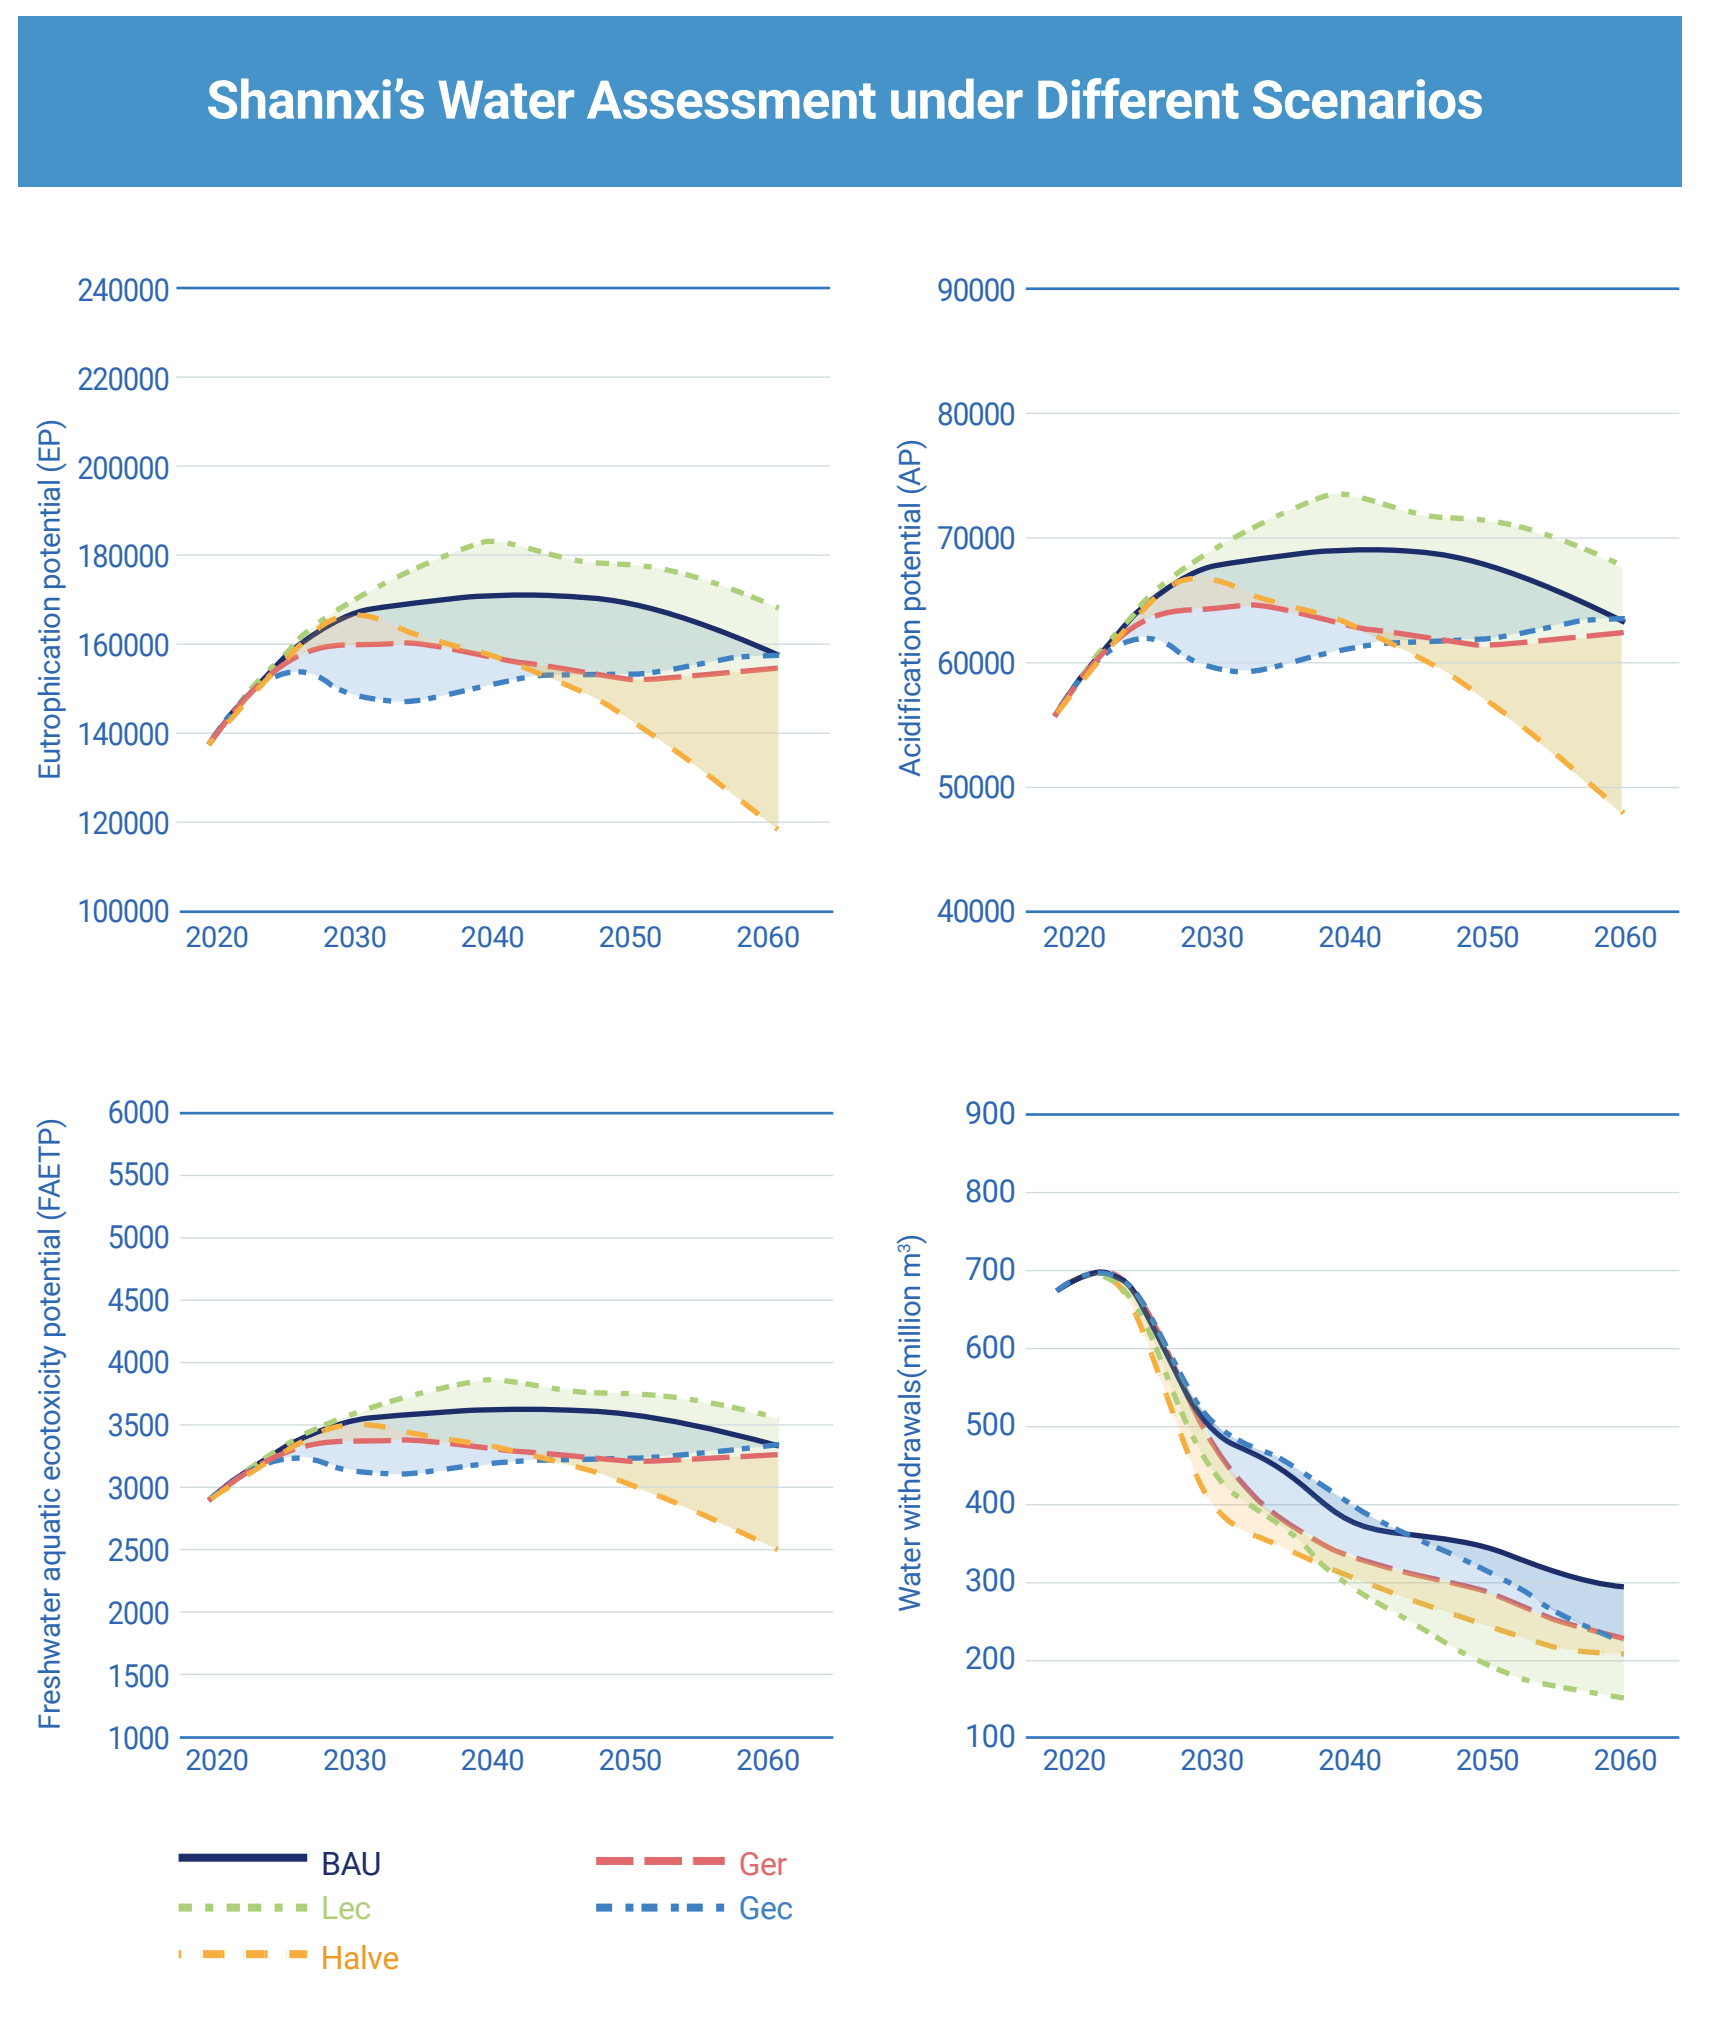 Shannxi’s Water Assessment under Different Scenarios
Eutrophication potential (EP)
240000
220000
200000
180000
160000
140000
120000
100000
2020 2030 2040 2050 2060
Acidification potential (AP)
90000
80000
70000
60000
50000
40000
2020 2030 2040 2050 2060
Freshwater aquatic ecotoxicity potential (FAETP)
6000
5500
5000
4500
4000
3500
3000
2500
2000
1500
1000
2020 2030 2040 2050 2060
Water withdrawals(million m³)
900
800
700
600
500
400
300
200
100
2020 2030 2040 2050 2060
BAU
Ger
Lec
Gec
Halve